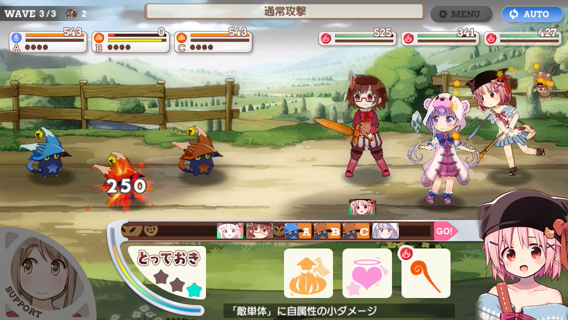 WAVE 3/3 2
通常攻撃
MENU
AUTO
A 543
B 0
C 543
525
341
427
250
A B C GO!
とっておき
SUPPORT
「敵単体」に自属性の小ダメージ